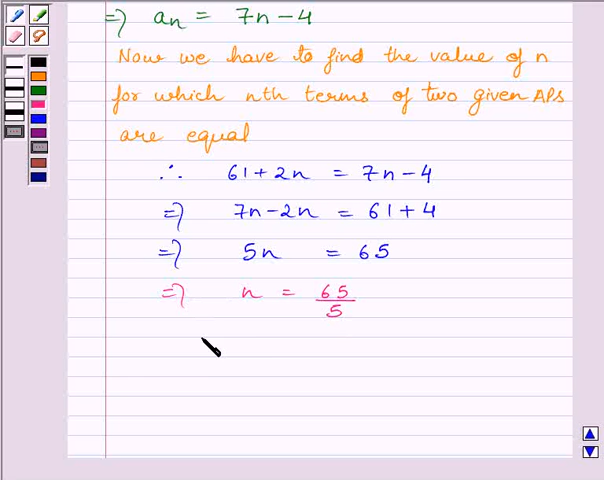 => an = 7n - 4
Now we have to find the value of n
for which nth terms of two given APs
are equal
∴ 61 + 2n = 7n - 4
=> 7n - 2n = 61 + 4
=> 5n = 65
=> n = 65/5